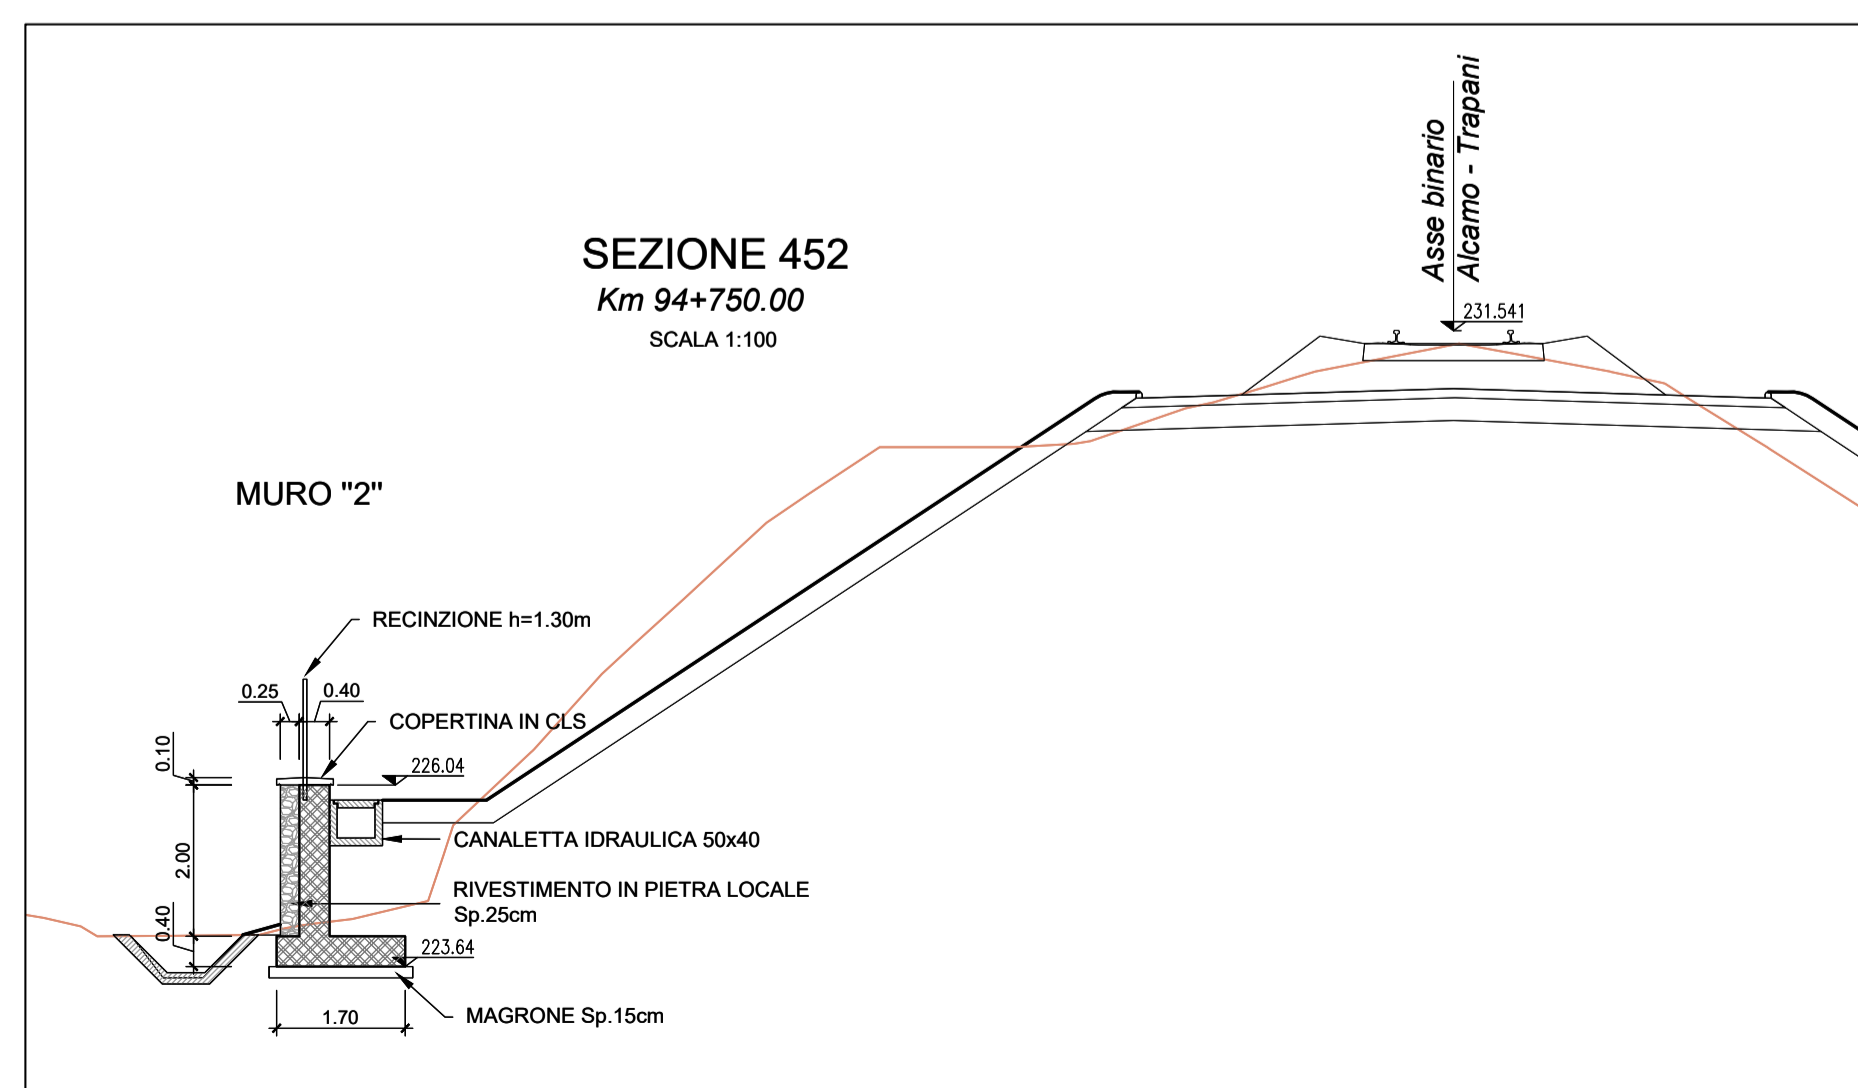 Asse binario
Alcamo - Trapani
SEZIONE 452
Km 94+750.00
SCALA 1:100
231.541
MURO "2"
RECINZIONE h=1.30m
0.25
0.40
COPERTINA IN CLS
0.10
226.04
2.00
CANALETTA IDRAULICA 50x40
RIVESTIMENTO IN PIETRA LOCALE
Sp.25cm
0.40
223.64
1.70
MAGRONE Sp.15cm